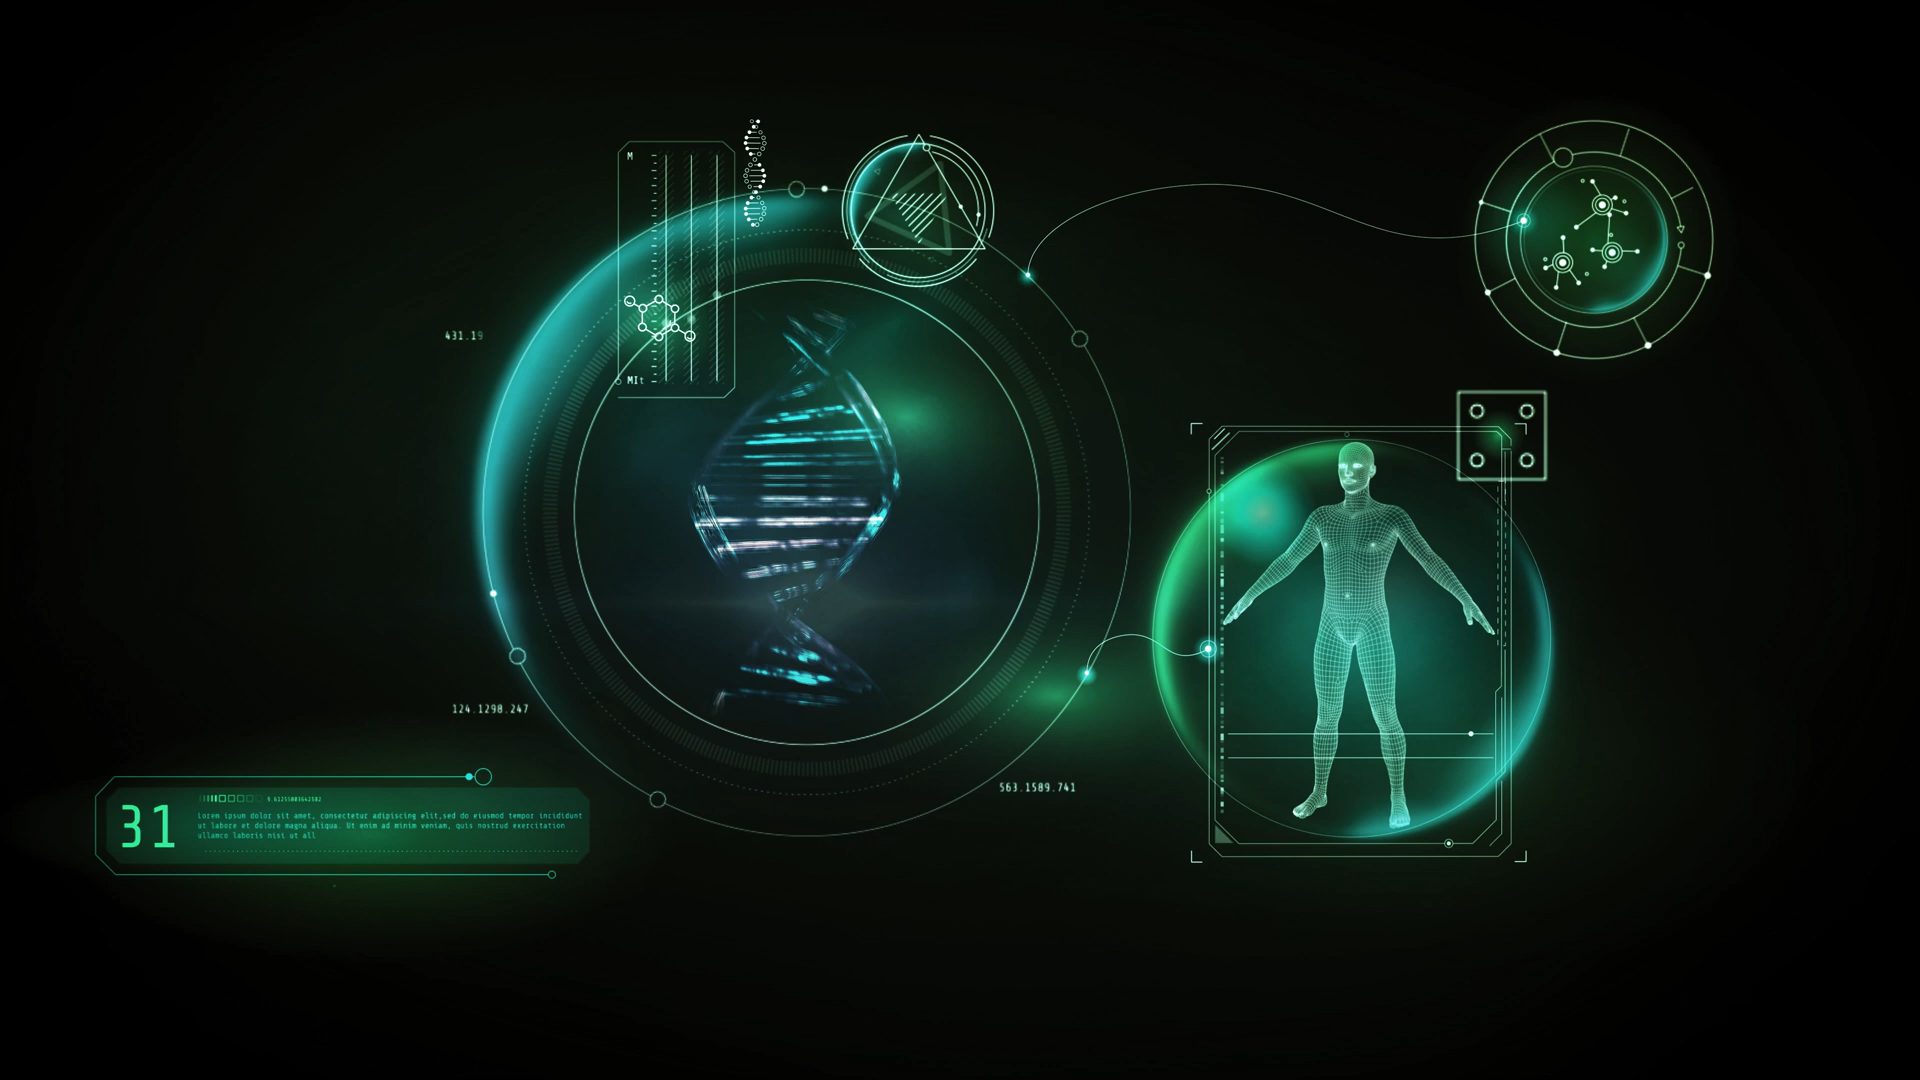 M
431.19
MIt
124.1298.247
563.1589.741
31
Lorem ipsum dolor sit amet, consectetur adipiscing elit,sed do eiusmod tempor incididunt
ut labore et dolore magna aliqua. Ut enim ad minim veniam, quis nostrud exercitation
ullamco laboris nisi ut all